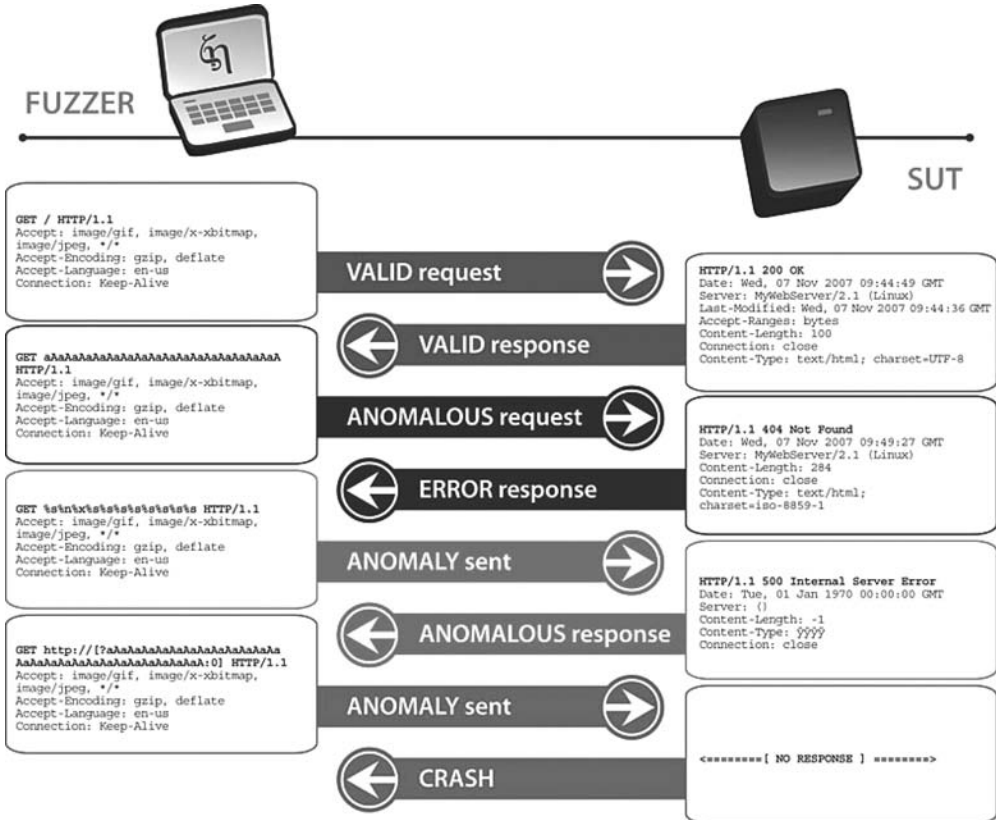 FUZZER
SUT
GET / HTTP/1.1
Accept: image/gif, image/x-xbitmap,
image/jpeg, */*
Accept-Encoding: gzip, deflate
Accept-Language: en-us
Connection: Keep-Alive
VALID request
HTTP/1.1 200 OK
Date: Wed, 07 Nov 2007 09:44:49 GMT
Server: MyWebServer/2.1 (Linux)
Last-Modified: Wed, 07 Nov 2007 09:44:36 GMT
Accept-Ranges: bytes
Content-Length: 100
Connection: close
Content-Type: text/html; charset=UTF-8
VALID response
GET aAaAaAaAaAaAaAaAaAaAaAaAaAaAaAaAaA
HTTP/1.1
Accept: image/gif, image/x-xbitmap,
image/jpeg, */*
Accept-Encoding: gzip, deflate
Accept-Language: en-us
Connection: Keep-Alive
ANOMALOUS request
HTTP/1.1 404 Not Found
Date: Wed, 07 Nov 2007 09:49:27 GMT
Server: MyWebServer/2.1 (Linux)
Content-Length: 284
Connection: close
Content-Type: text/html;
charset=iso-8859-1
ERROR response
GET %s%n%x%s%s%s%s%s%s%s%s HTTP/1.1
Accept: image/gif, image/x-xbitmap,
image/jpeg, */*
Accept-Encoding: gzip, deflate
Accept-Language: en-us
Connection: Keep-Alive
ANOMALY sent
HTTP/1.1 500 Internal Server Error
Date: Tue, 01 Jan 1970 00:00:00 GMT
Server: ()
Content-Length: -1
Content-Type: ÿÿÿÿ
Connection: close
ANOMALOUS response
GET http://[?aAaAaAaAaAaAaAaAaAaAaAaAa
AaAaAaAaAaAaAaAaAaAaAaAaAaA:0] HTTP/1.1
Accept: image/gif, image/x-xbitmap,
image/jpeg, */*
Accept-Encoding: gzip, deflate
Accept-Language: en-us
Connection: Keep-Alive
ANOMALY sent
<========[ NO RESPONSE ] ========>
CRASH